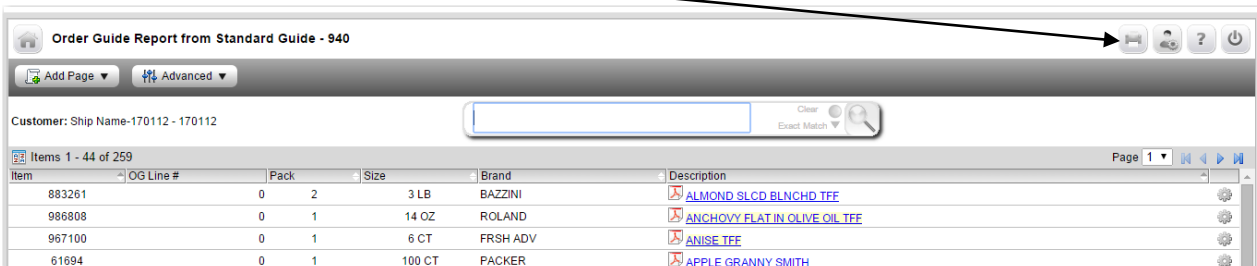 Order Guide Report from Standard Guide - 940
?
Add Page ▼ Advanced ▼
Customer: Ship Name-170112 - 170112
Clear
Exact Match ▼
Items 1 - 44 of 259 Page 1 ▼
Item OG Line # Pack Size Brand Description
883261 0 2 3 LB BAZZINI ALMOND SLCD BLNCHD TFF
986808 0 1 14 OZ ROLAND ANCHOVY FLAT IN OLIVE OIL TFF
967100 0 1 6 CT FRSH ADV ANISE TFF
61694 0 1 100 CT PACKER APPLE GRANNY SMITH